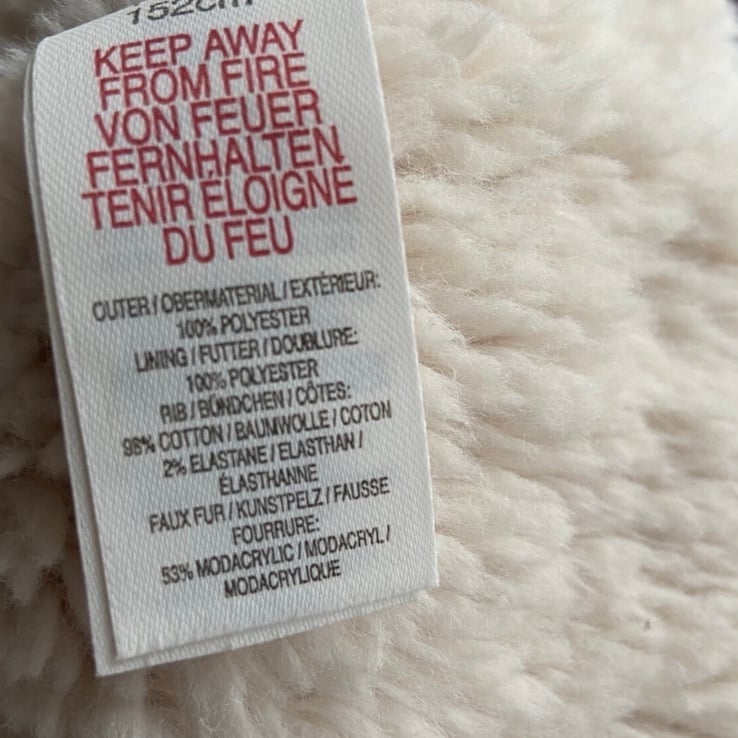 152cm
KEEP AWAY
FROM FIRE
VON FEUER
FERNHALTEN
TENIR ÉLOIGNÉ
DU FEU
OUTER / OBERMATERIAL / EXTÉRIEUR:
100% POLYESTER
LINING / FUTTER / DOUBLURE:
100% POLYESTER
RIB / BÜNDCHEN / CÔTES:
98% COTTON / BAUMWOLLE / COTON
2% ELASTANE / ELASTHAN /
ÉLASTHANNE
FAUX FUR / KUNSTPELZ / FAUSSE
FOURRURE:
53% MODACRYLIC / MODACRYL /
MODACRYLIQUE